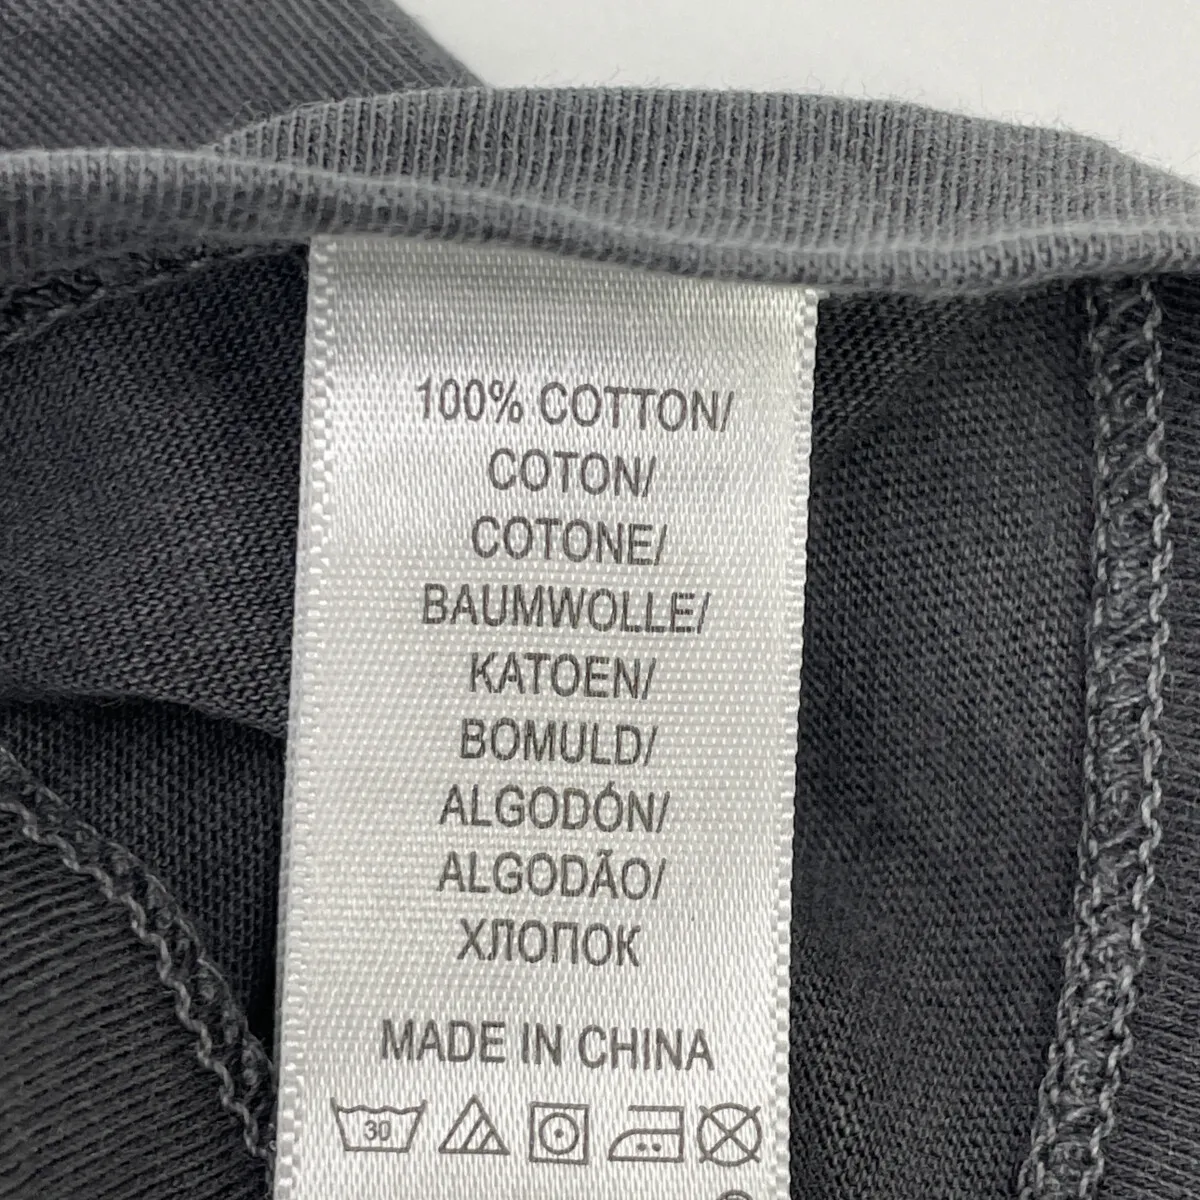 100% COTTON/
COTON/
COTONE/
BAUMWOLLE/
KATOEN/
BOMULD/
ALGODÓN/
ALGODÃO/
ХЛОПОК
MADE IN CHINA
30